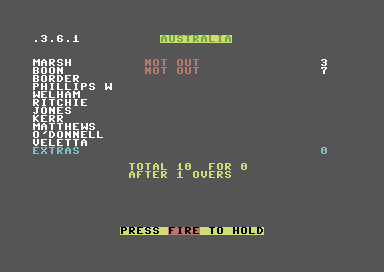 .3.6.1 AUSTRALIA
MARSH NOT OUT 3
BOON NOT OUT 7
BORDER
PHILLIPS W
WELHAM
RITCHIE
JONES
KERR
MATTHEWS
O'DONNELL
VELETTA
EXTRAS 0
TOTAL 10 FOR 0
AFTER 1 OVERS
PRESS FIRE TO HOLD